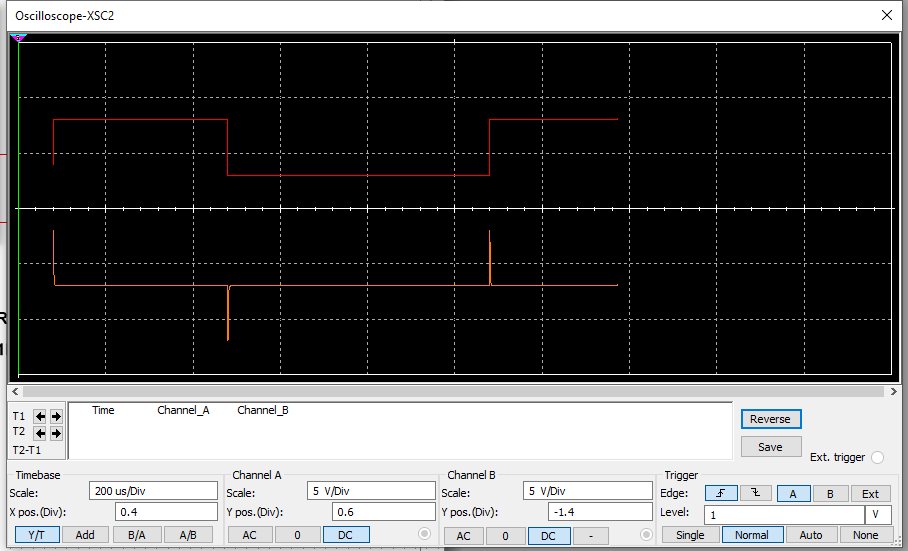 Oscilloscope-XSC2
Time Channel_A Channel_B
T1
T2
T2-T1
Reverse
Save
Ext. trigger
Timebase
Scale: 200 us/Div
X pos.(Div): 0.4
Y/T Add B/A A/B
Channel A
Scale: 5 V/Div
Y pos.(Div): 0.6
AC 0 DC
Channel B
Scale: 5 V/Div
Y pos.(Div): -1.4
AC 0 DC -
Trigger
Edge: A B Ext
Level: 1 V
Single Normal Auto None